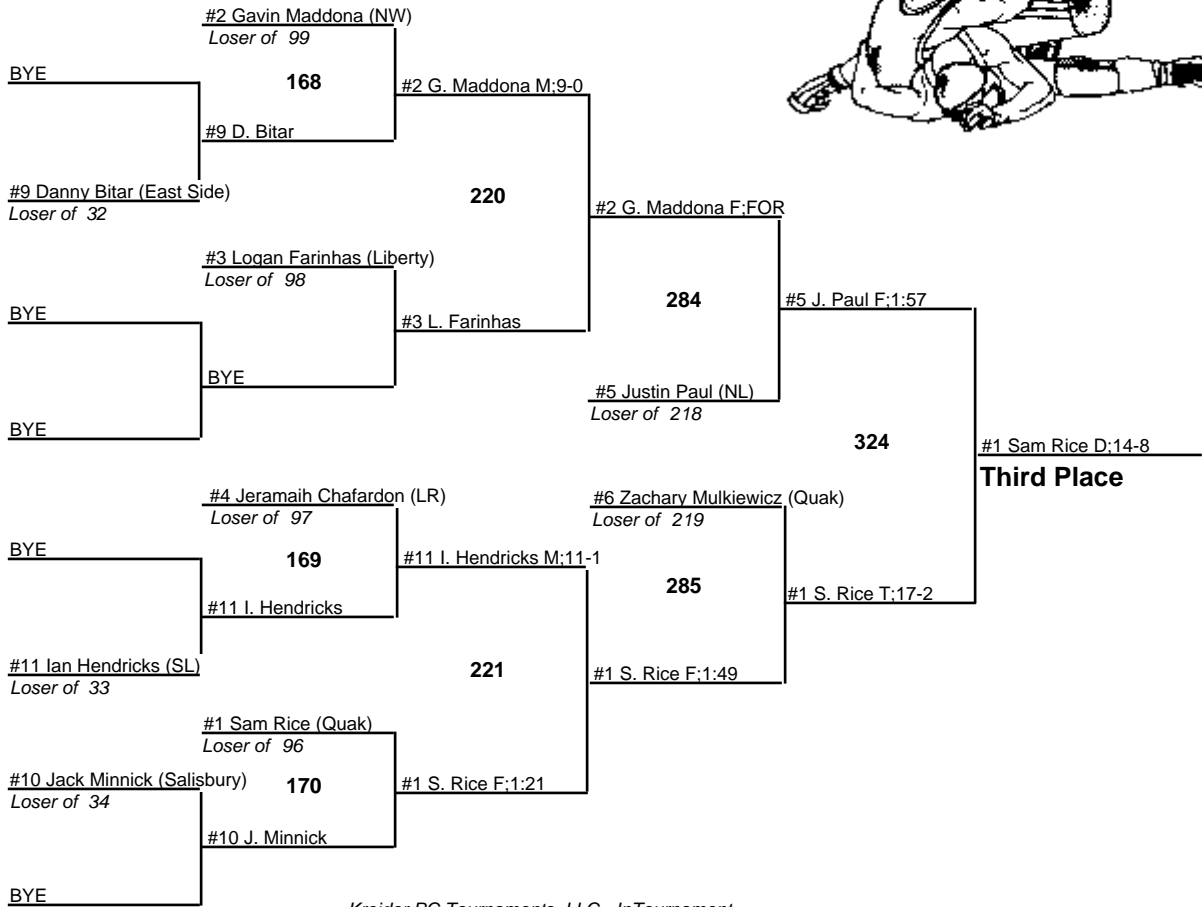 #2 Gavin Maddona (NW)
Loser of 99
BYE
168
#2 G. Maddona M;9-0
#9 D. Bitar
#9 Danny Bitar (East Side)
Loser of 32
220
#2 G. Maddona F;FOR
#3 Logan Farinhas (Liberty)
Loser of 98
284
#5 J. Paul F;1:57
BYE
#3 L. Farinhas
BYE
#5 Justin Paul (NL)
Loser of 218
BYE
324
#1 Sam Rice D;14-8
Third Place
#4 Jeramaih Chafardon (LR)
Loser of 97
#6 Zachary Mulkiewicz (Quak)
Loser of 219
BYE
169
#11 I. Hendricks M;11-1
285
#1 S. Rice T;17-2
#11 I. Hendricks
#11 Ian Hendricks (SL)
Loser of 33
221
#1 S. Rice F;1:49
#1 Sam Rice (Quak)
Loser of 96
#10 Jack Minnick (Salisbury)
Loser of 34
170
#1 S. Rice F;1:21
#10 J. Minnick
BYE